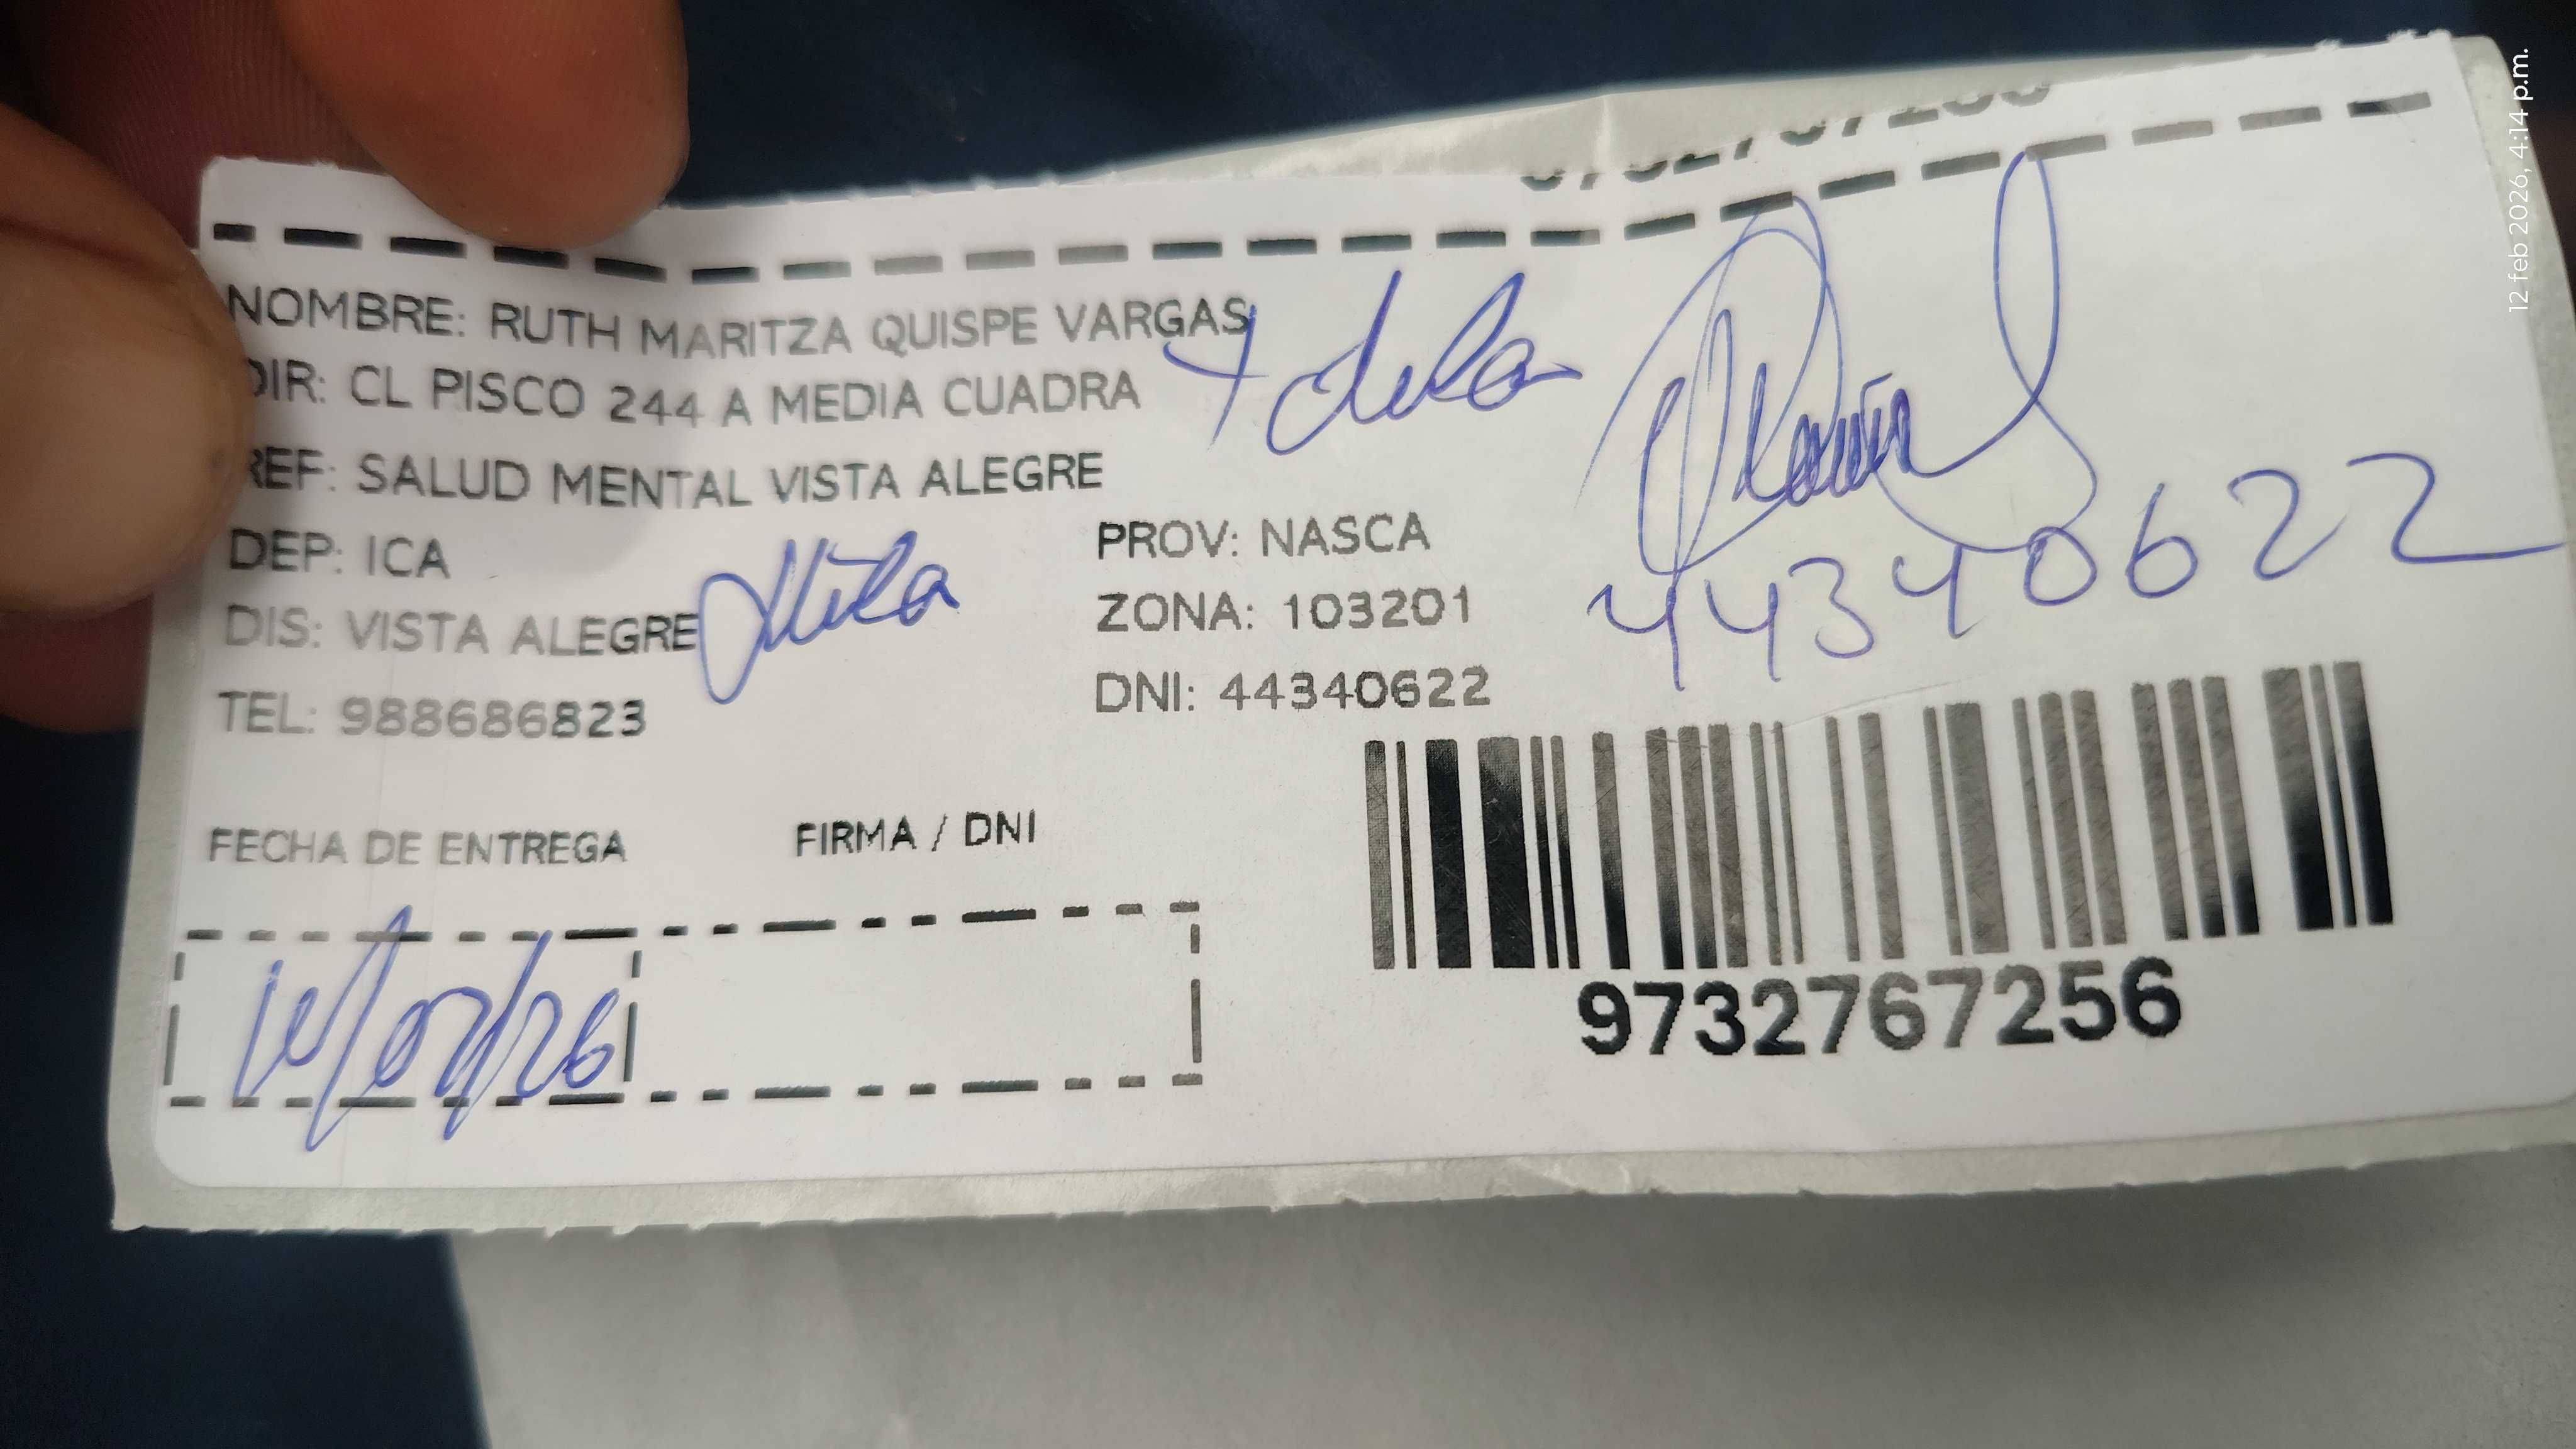 NOMBRE: RUTH MARITZA QUISPE VARGAS
DIR: CL PISCO 244 A MEDIA CUADRA
REF: SALUD MENTAL VISTA ALEGRE
DEP: ICA
PROV: NASCA
DIS: VISTA ALEGRE
ZONA: 103201
TEL: 988686823
DNI: 44340622
44340622
FECHA DE ENTREGA
FIRMA / DNI
9732767256
12 feb 2026, 4:14 p.m.